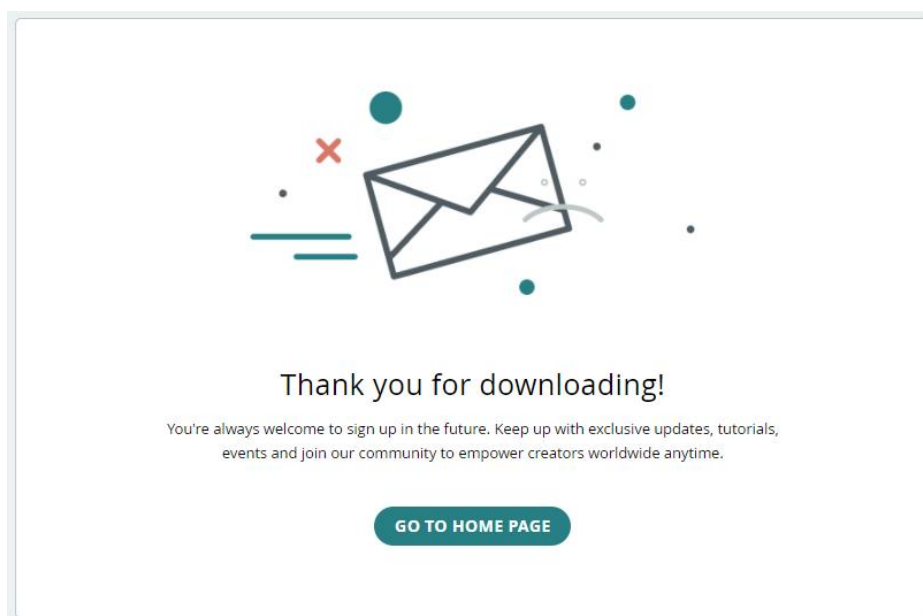 Thank you for downloading!
You're always welcome to sign up in the future. Keep up with exclusive updates, tutorials,
events and join our community to empower creators worldwide anytime.
GO TO HOME PAGE